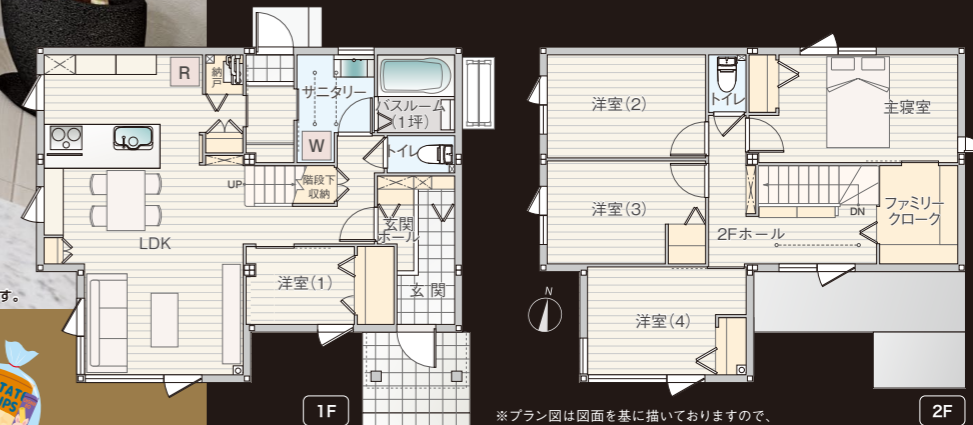 R
納戸
サニタリー
バスルーム
(1坪)
W
トイレ
UP
階段下
収納
玄関
ホール
LDK
洋室(1)
玄関
す。
1F
洋室(2)
トイレ
主寝室
洋室(3)
DN
ファミリー
クローク
2Fホール
N
洋室(4)
※プラン図は図面を基に描いておりますので、
2F